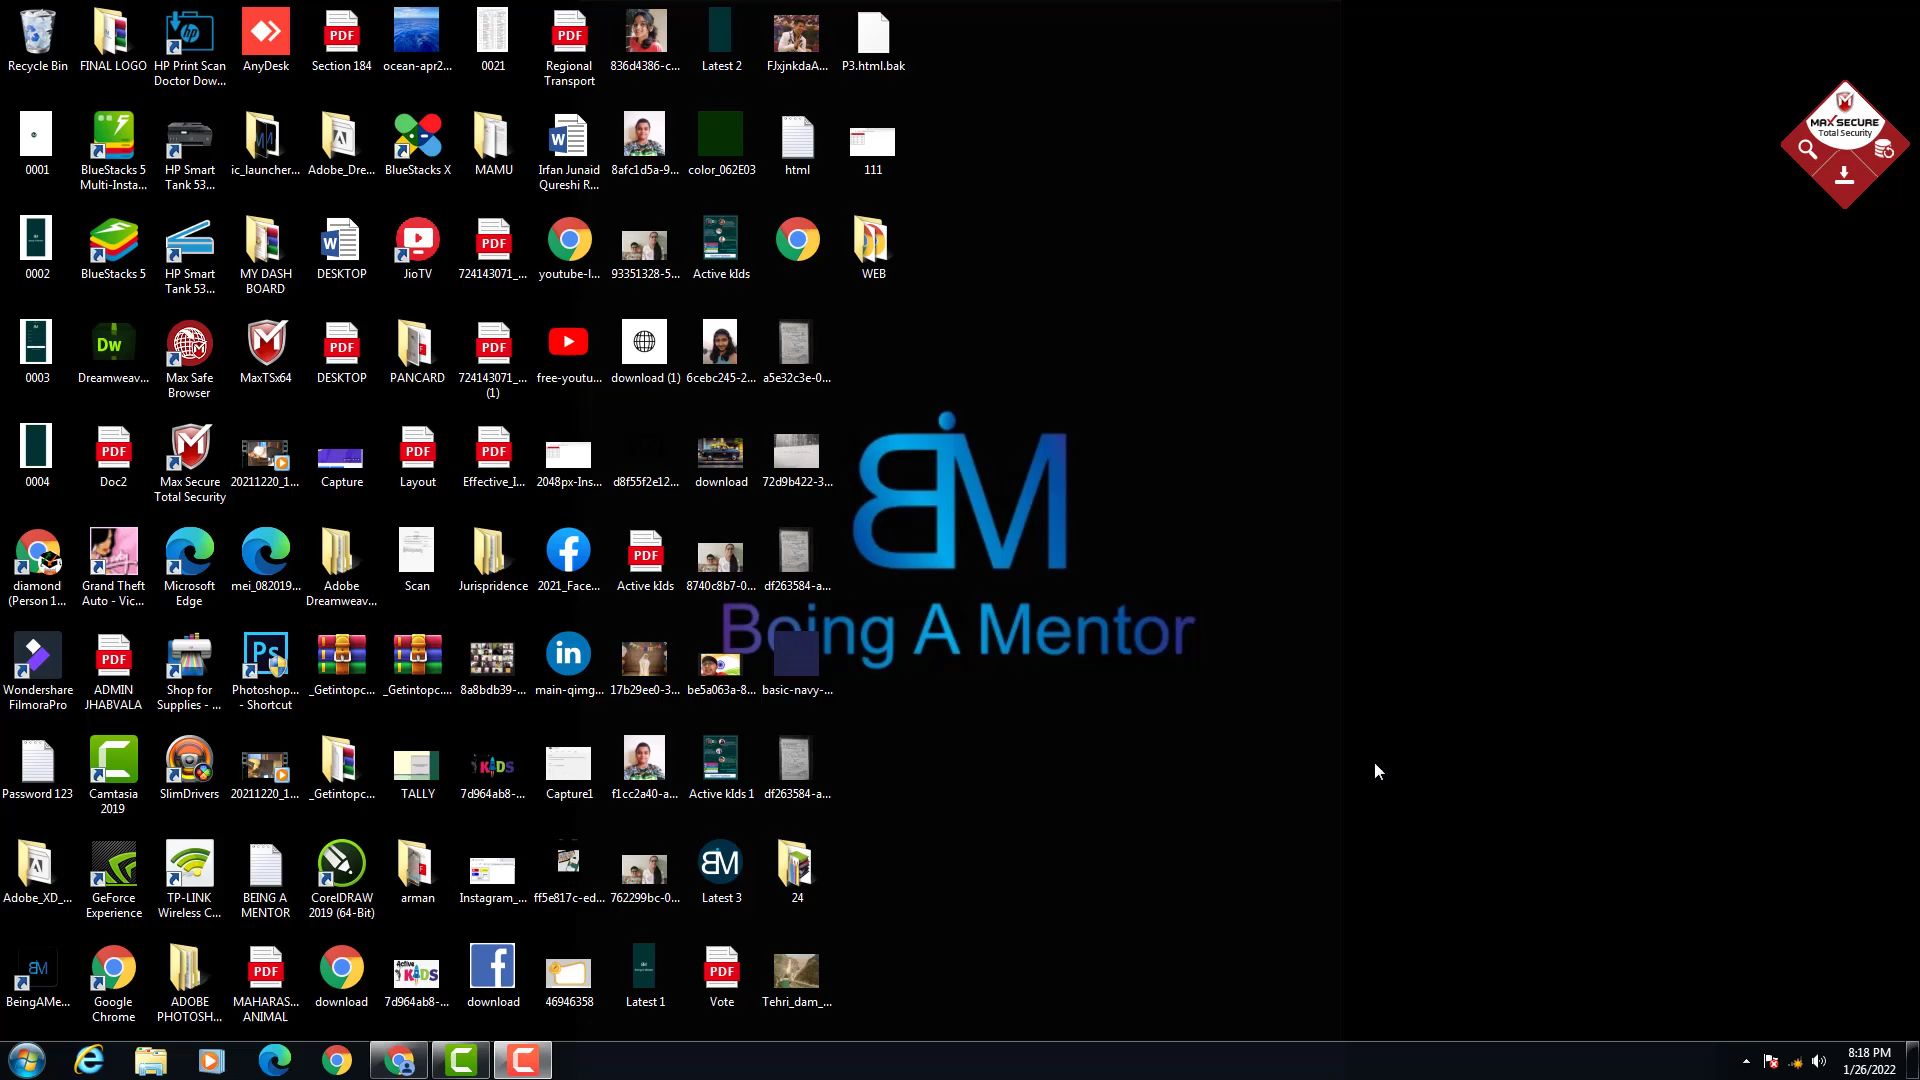 Recycle Bin
FINAL LOGO
HP Print Scan
Doctor Dow...
AnyDesk
Section 184
ocean-apr2...
0021
Regional
Transport
836d4386-c...
Latest 2
FJxjnkdaA...
P3.html.bak
0001
BlueStacks 5
Multi-Insta...
HP Smart
Tank 53...
ic_launcher...
Adobe_Dre...
BlueStacks X
MAMU
Irfan Junaid
Qureshi R...
8afc1d5a-9...
color_062E03
html
111
MAX SECURE
Total Security
0002
BlueStacks 5
HP Smart
Tank 53...
MY DASH
BOARD
DESKTOP
JioTV
724143071_...
youtube-l...
93351328-5...
Active kIds
WEB
0003
Dreamweav...
Max Safe
Browser
MaxTSx64
DESKTOP
PANCARD
724143071_...
(1)
free-youtu...
download (1)
6cebc245-2...
a5e32c3e-0...
0004
Doc2
Max Secure
Total Security
20211220_1...
Capture
Layout
Effective_I...
2048px-Ins...
d8f55f2e12...
download
72d9b422-3...
diamond
(Person 1...
Grand Theft
Auto - Vic...
Microsoft
Edge
mei_082019...
Adobe
Dreamweav...
Scan
Jurispridence
2021_Face...
Active kIds
8740c8b7-0...
df263584-a...
BM
Being A Mentor
Wondershare
FilmoraPro
ADMIN
JHABVALA
Shop for
Supplies - ...
Photoshop...
- Shortcut
_Getintopc...
_Getintopc...
8a8bdb39-...
main-qimg...
17b29ee0-3...
be5a063a-8...
basic-navy-...
Password 123
Camtasia
2019
SlimDrivers
20211220_1...
_Getintopc...
TALLY
7d964ab8-...
Capture1
f1cc2a40-a...
Active kIds 1
df263584-a...
Adobe_XD_...
GeForce
Experience
TP-LINK
Wireless C...
BEING A
MENTOR
CorelDRAW
2019 (64-Bit)
arman
Instagram_...
ff5e817c-ed...
762299bc-0...
Latest 3
24
BeingAMe...
Google
Chrome
ADOBE
PHOTOSH...
MAHARAS...
ANIMAL
download
7d964ab8-...
download
46946358
Latest 1
Vote
Tehri_dam_...
8:18 PM
1/26/2022